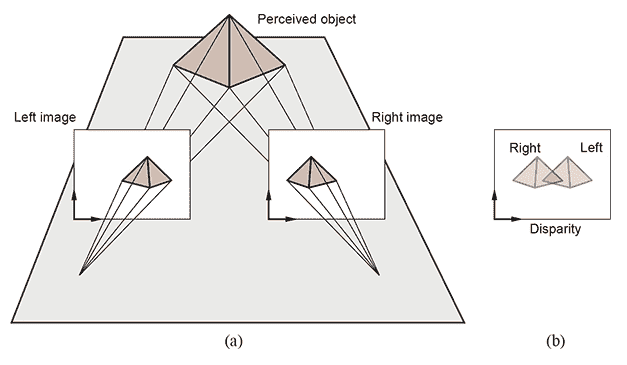 Perceived object
Left image
Right image
Right
Left
Disparity
(a)
(b)